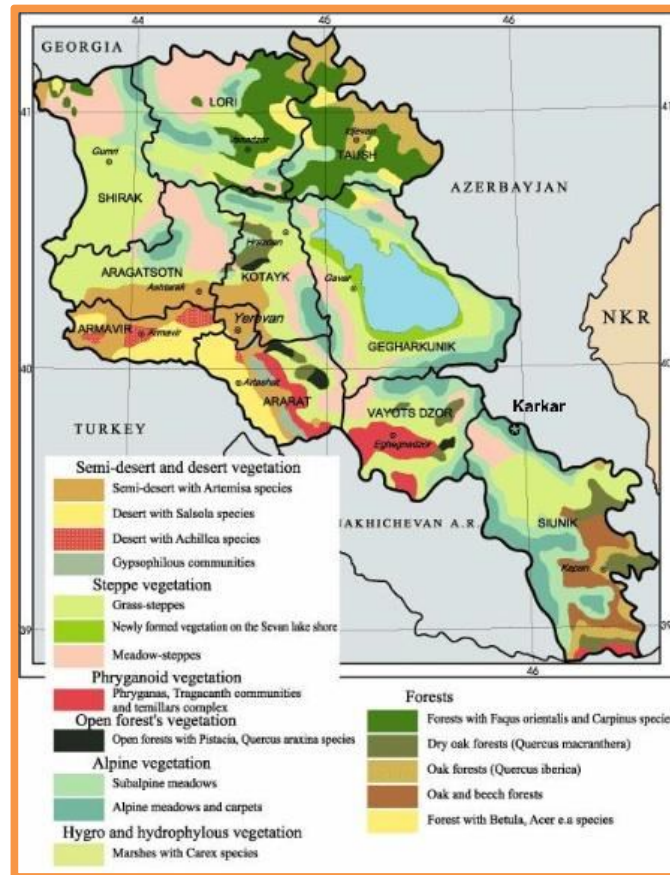 44 45 46
GEORGIA
41 41
LORI
TAUSH
Gumri
AZERBAYJAN
SHIRAK
Hrazdan
ARAGATSOTN
KOTAYK
Gavar
Ashtarak
NKR
ARMAVIR
Armavir
Yerevan
GEGHARKUNIK
40 40
Artashat
ARARAT
VAYOTS DZOR
Karkar
TURKEY
Eghegnadzor
Semi-desert and desert vegetation
Semi-desert with Artemisa species
Desert with Salsola species
Desert with Achillea species
Gypsophilous communities
AKHICHEVAN A.R.
SIUNIK
Kapan
Steppe vegetation
Grass-steppes
Newly formed vegetation on the Sevan lake shore
Meadow-steppes
39 39
46
Phryganoid vegetation
Phryganas, Tragacanth communities
and temillars complex
Open forest's vegetation
Open forests with Pistacia, Quercus araxina species
Alpine vegetation
Subalpine meadows
Alpine meadows and carpets
Hygro and hydrophylous vegetation
Marshes with Carex species
Forests
Forests with Faqus orientalis and Carpinus specie
Dry oak forests (Quercus macranthera)
Oak forests (Quercus iberica)
Oak and beech forests
Forest with Betula, Acer e.a species